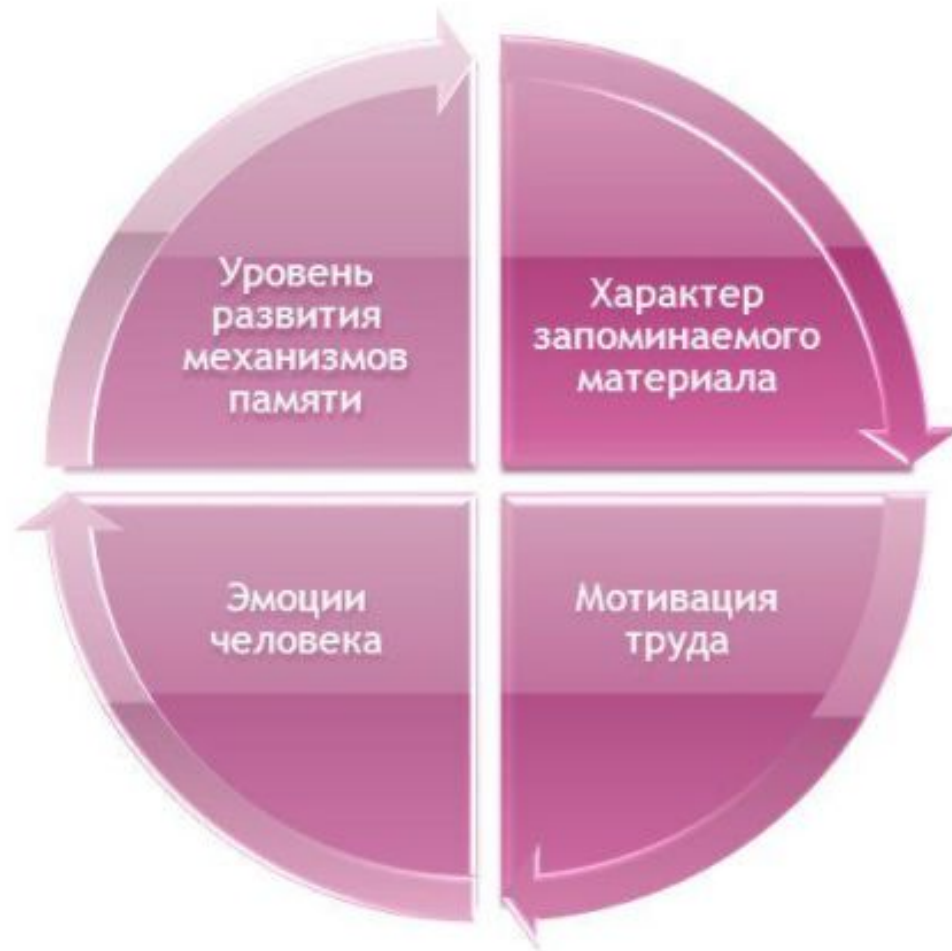 Уровень
развития
механизмов
памяти
Характер
запоминаемого
материала
Эмоции
человека
Мотивация
труда